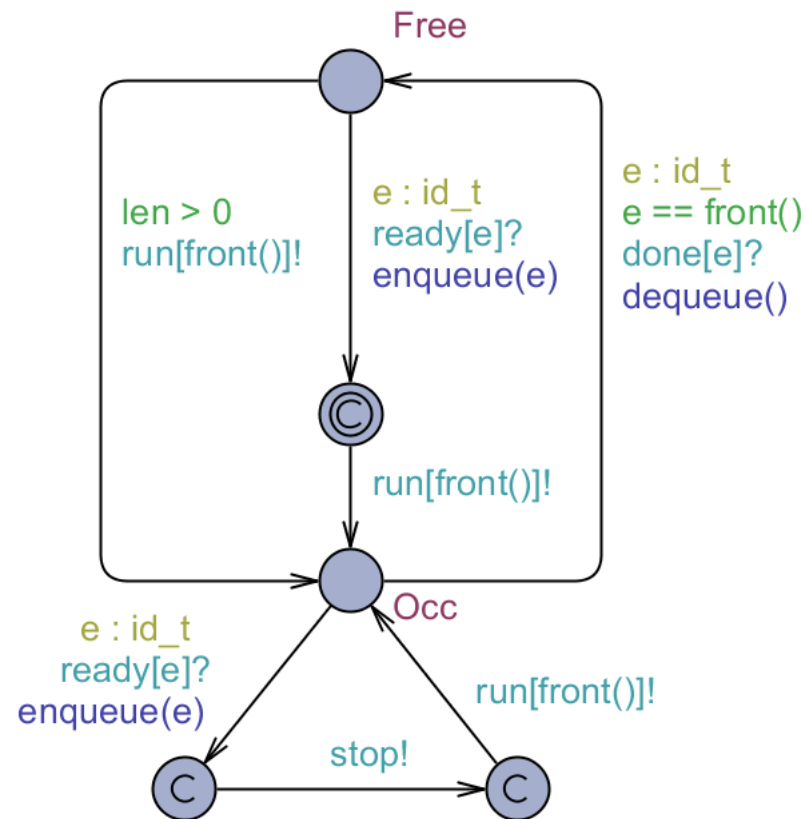 Free
len > 0
run[front()]!
e : id_t
ready[e]?
enqueue(e)
e : id_t
e == front()
done[e]?
dequeue()
C
run[front()]!
Occ
e : id_t
ready[e]?
enqueue(e)
run[front()]!
stop!
C
C